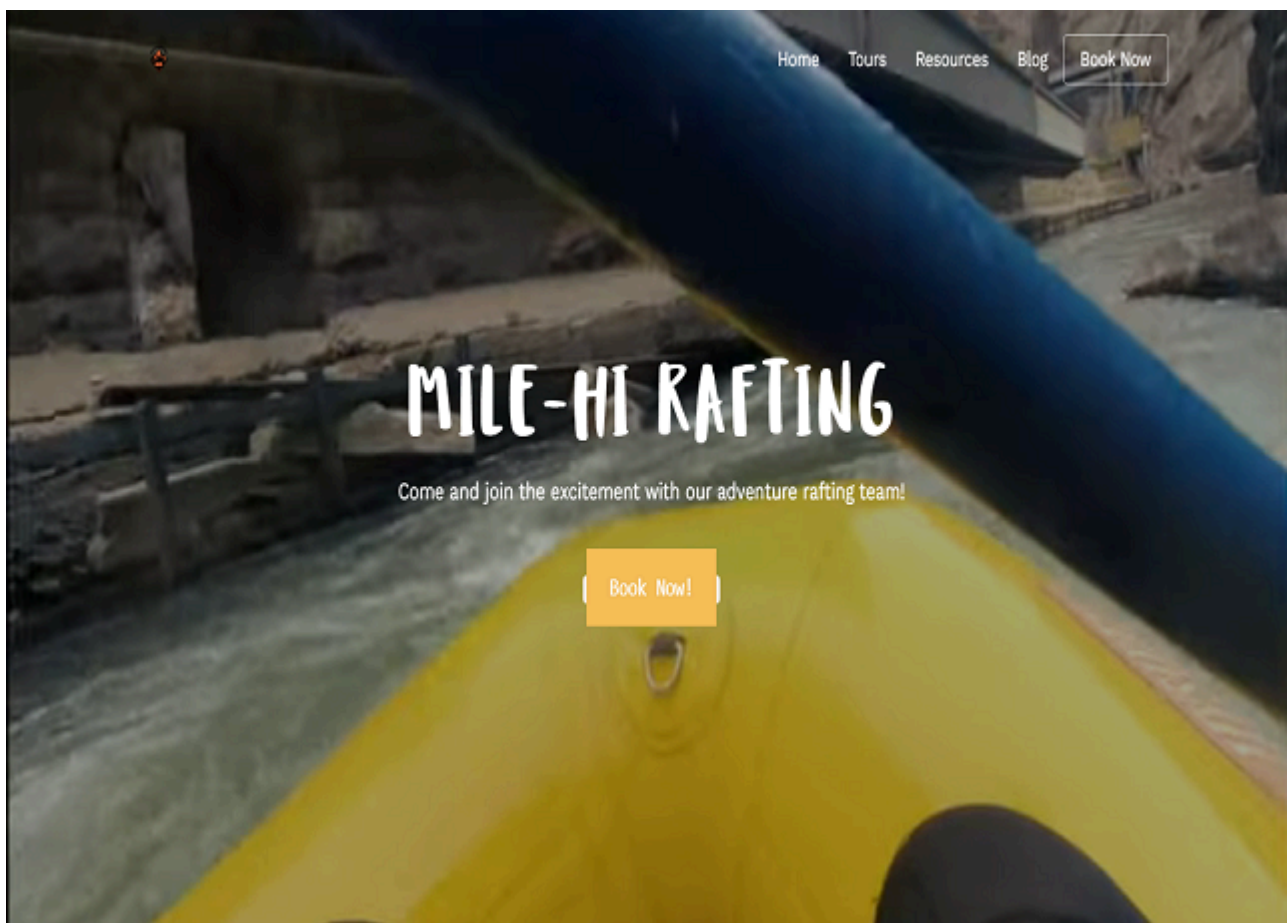 Home Tours Resources Blog Book Now
MILE-HI RAFTING
Come and join the excitement with our adventure rafting team!
Book Now!